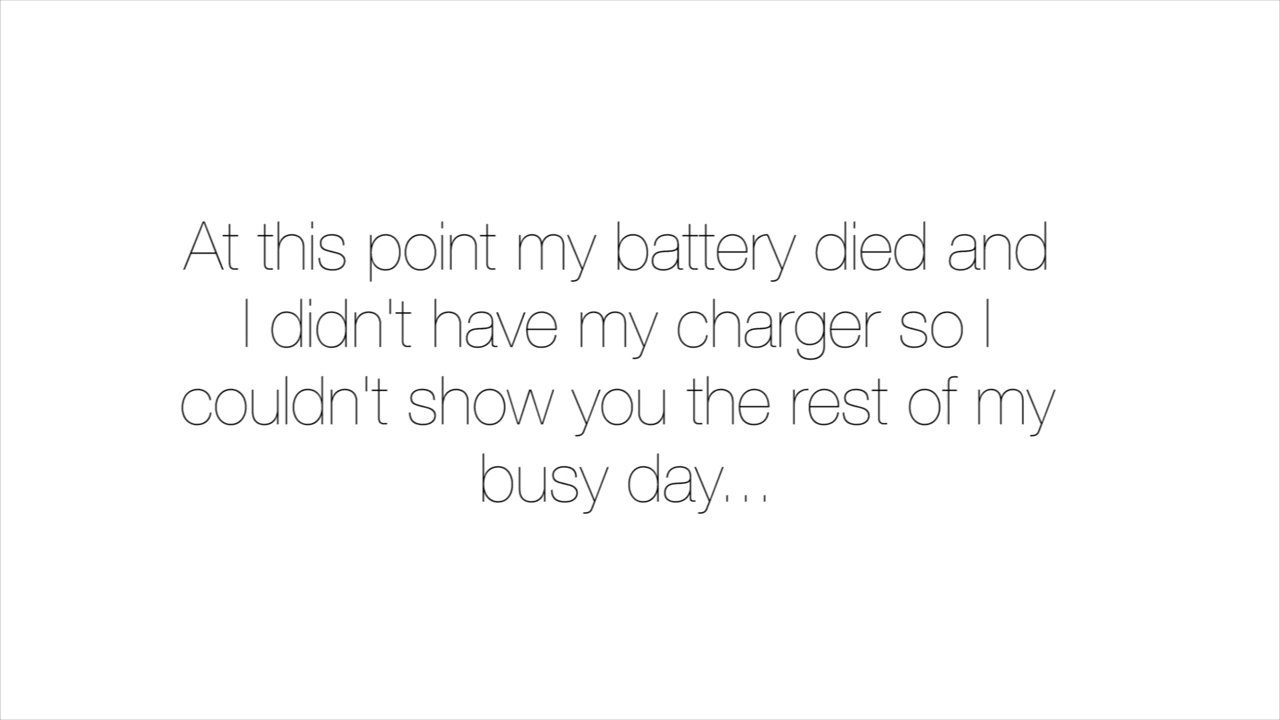 At this point my battery died and
I didn't have my charger so I
couldn't show you the rest of my
busy day...